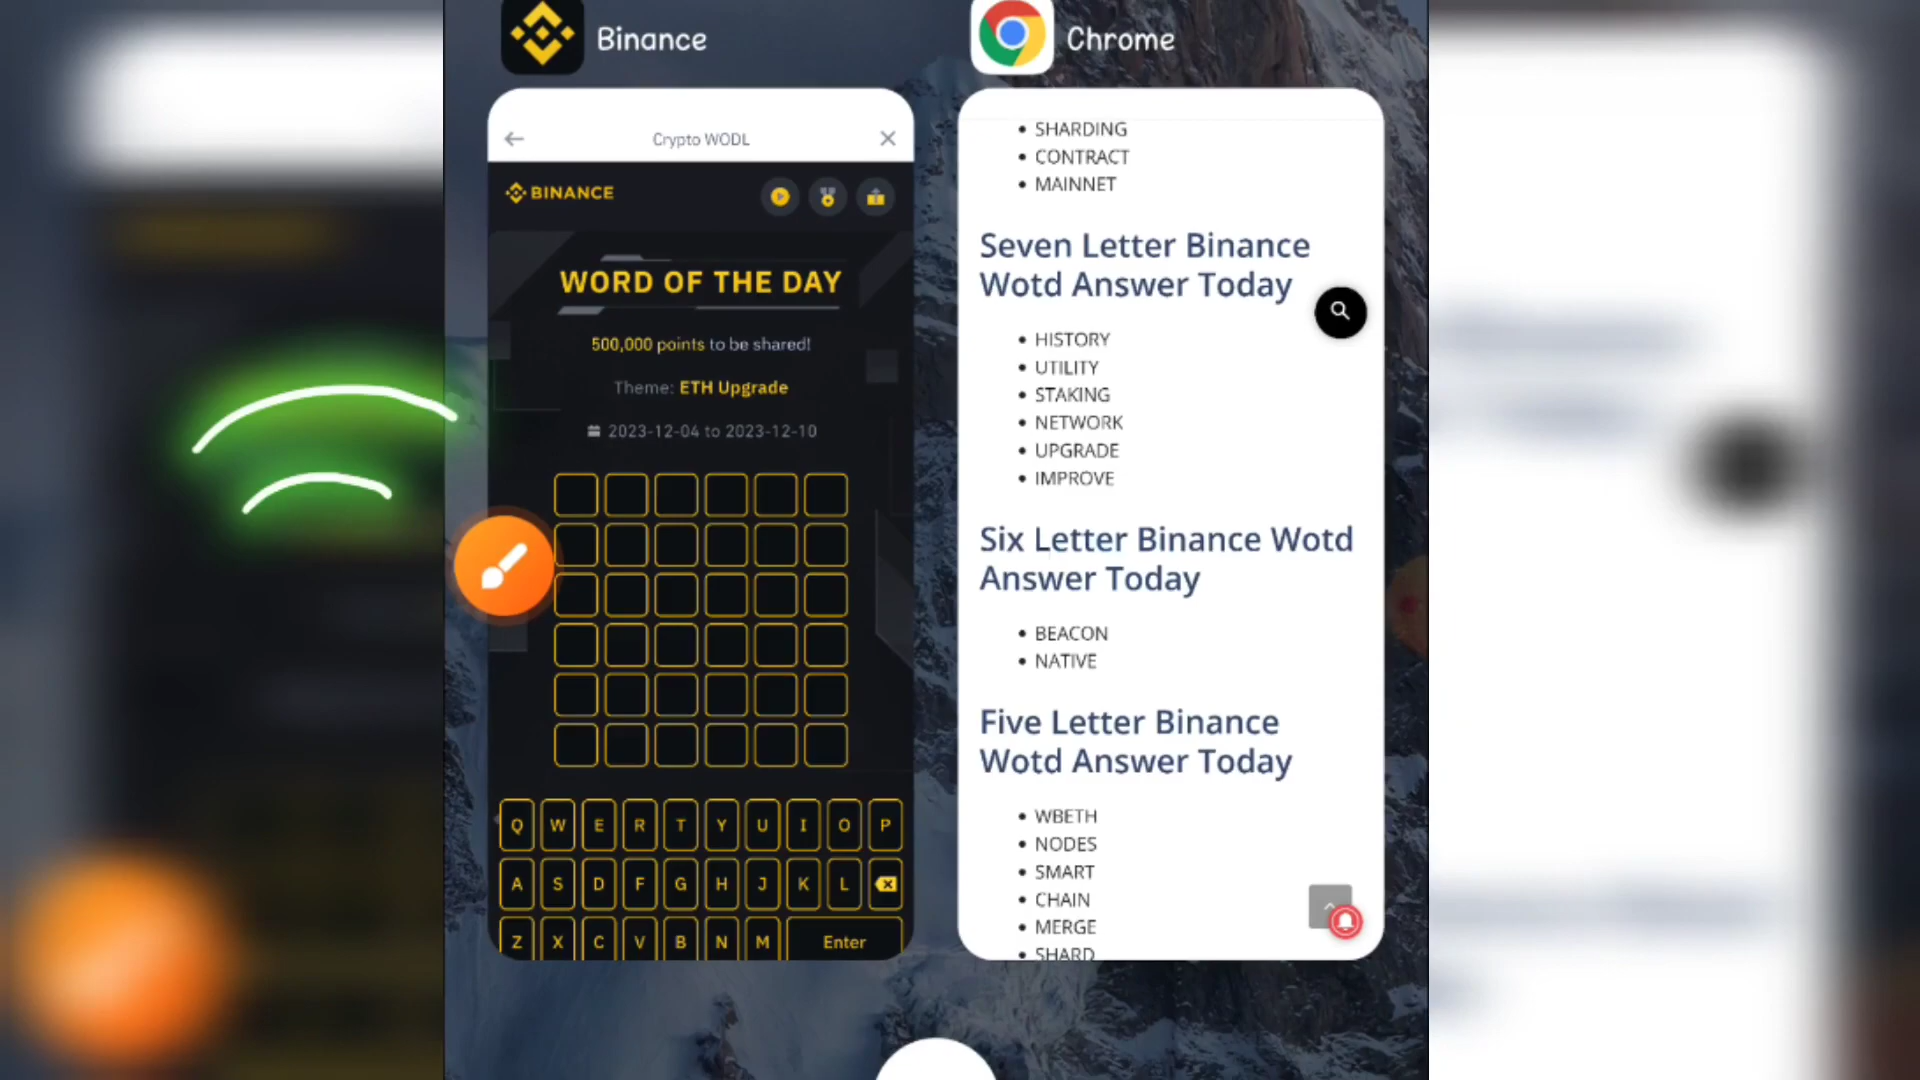 Binance
Crypto WODL
BINANCE
WORD OF THE DAY
500,000 points to be shared!
Theme: ETH Upgrade
2023-12-04 to 2023-12-10
Q W E R T Y U I O P
A S D F G H J K L
Z X C V B N M Enter
Chrome
SHARDING
CONTRACT
MAINNET
Seven Letter Binance
Wotd Answer Today
HISTORY
UTILITY
STAKING
NETWORK
UPGRADE
IMPROVE
Six Letter Binance Wotd
Answer Today
BEACON
NATIVE
Five Letter Binance
Wotd Answer Today
WBETH
NODES
SMART
CHAIN
MERGE
SHARD